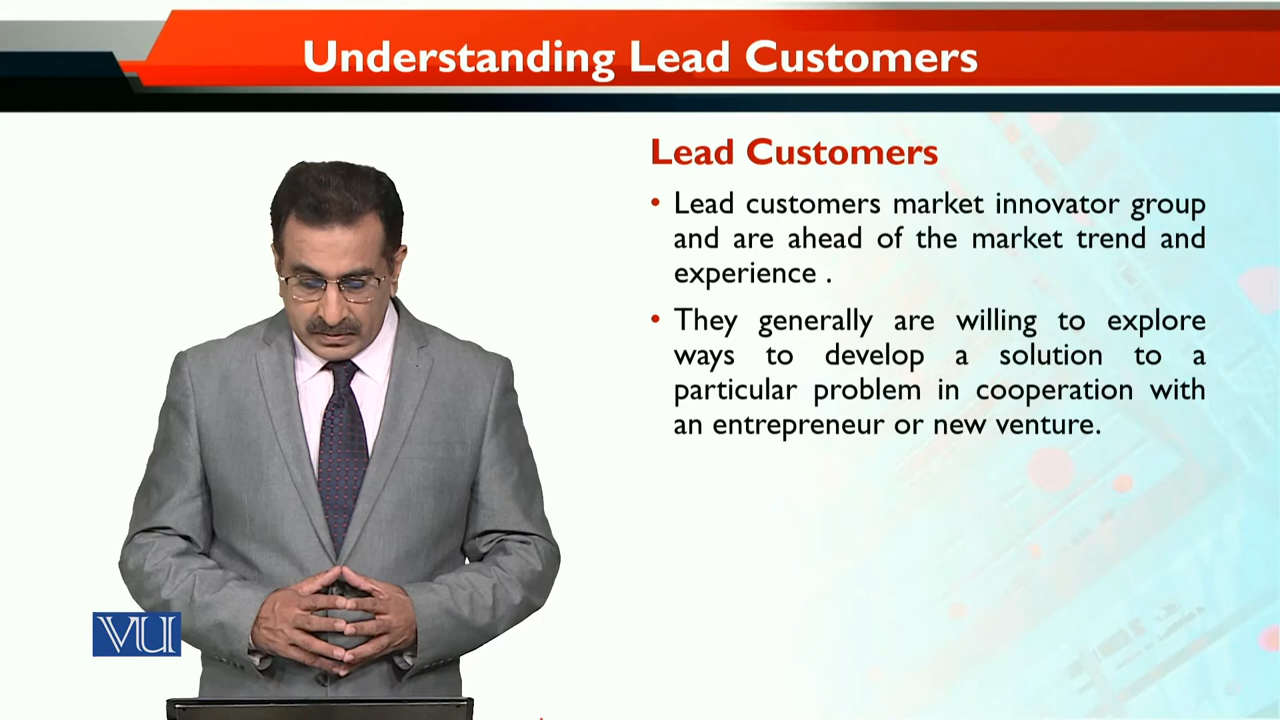 Understanding Lead Customers
Lead Customers
• Lead customers market innovator group
and are ahead of the market trend and
experience .
• They generally are willing to explore
ways to develop a solution to a
particular problem in cooperation with
an entrepreneur or new venture.
VU